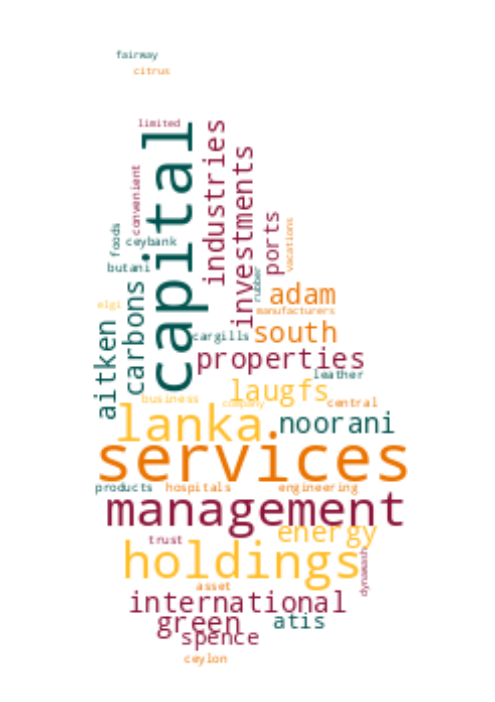 fairway
citrus
limited
capital
industries
investments
convenient
ports
vacations
foods
ceybank
butani
rubber
carbons
adam
elgi
manufacturers
aitken
cargills
south
properties
leather
laugfs
business
company
central
lanka
noorani
services
products
hospitals
engineering
management
energy
trust
holdings
dynawash
asset
international
green
atis
spence
ceylon